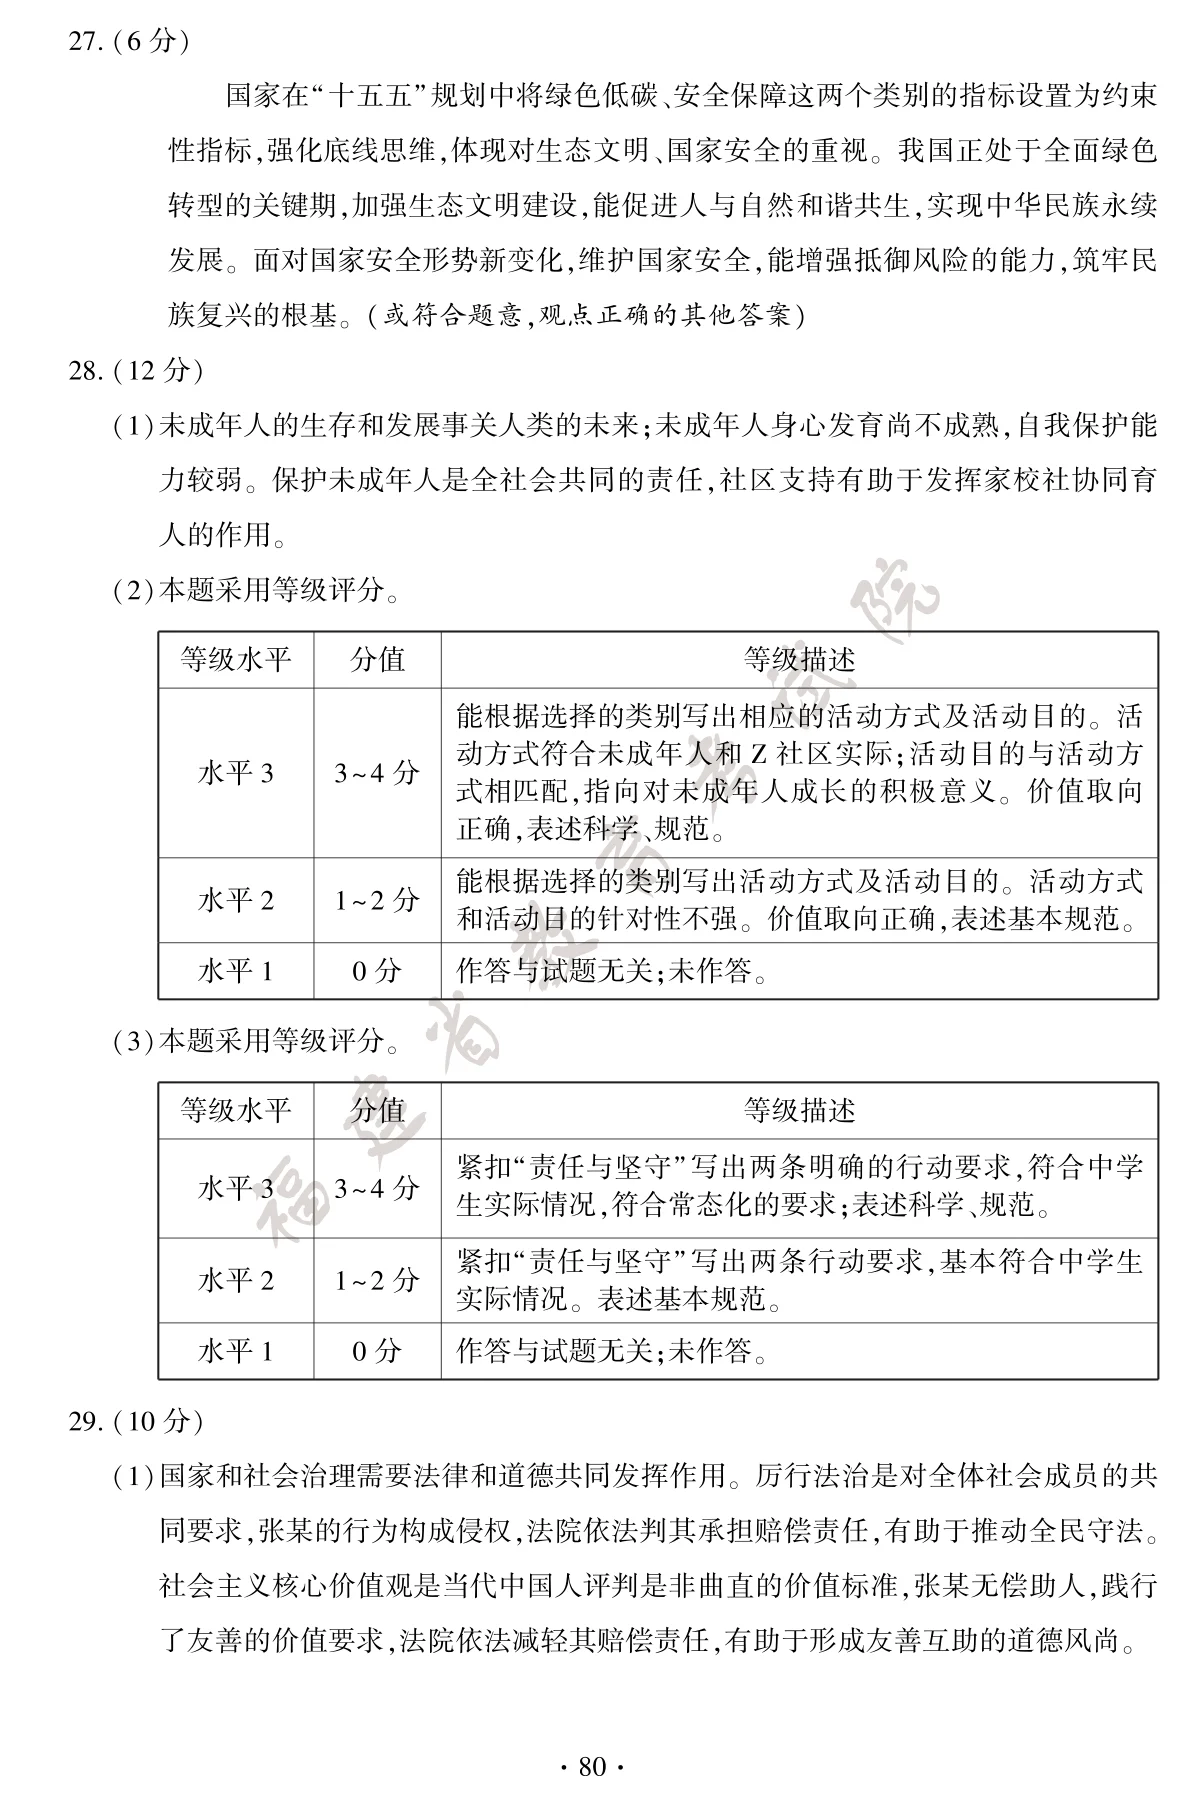 27. (6 分)
国家在“十五五”规划中将绿色低碳、安全保障这两个类别的指标设置为约束
性指标,强化底线思维,体现对生态文明、国家安全的重视。我国正处于全面绿色
转型的关键期,加强生态文明建设,能促进人与自然和谐共生,实现中华民族永续
发展。面对国家安全形势新变化,维护国家安全,能增强抵御风险的能力,筑牢民
族复兴的根基。(或符合题意,观点正确的其他答案)
28. (12 分)
(1)未成年人的生存和发展事关人类的未来;未成年人身心发育尚不成熟,自我保护能
力较弱。保护未成年人是全社会共同的责任,社区支持有助于发挥家校社协同育
人的作用。
(2)本题采用等级评分。
等级水平 分值 等级描述
水平 3 3~4 分 能根据选择的类别写出相应的活动方式及活动目的。活
动方式符合未成年人和 Z 社区实际;活动目的与活动方
式相匹配,指向对未成年人成长的积极意义。价值取向
正确,表述科学、规范。
水平 2 1~2 分 能根据选择的类别写出活动方式及活动目的。活动方式
和活动目的针对性不强。价值取向正确,表述基本规范。
水平 1 0 分 作答与试题无关;未作答。
(3)本题采用等级评分。
等级水平 分值 等级描述
水平 3 3~4 分 紧扣“责任与坚守”写出两条明确的行动要求,符合中学
生实际情况,符合常态化的要求;表述科学、规范。
水平 2 1~2 分 紧扣“责任与坚守”写出两条行动要求,基本符合中学生
实际情况。表述基本规范。
水平 1 0 分 作答与试题无关;未作答。
29. (10 分)
(1)国家和社会治理需要法律和道德共同发挥作用。厉行法治是对全体社会成员的共
同要求,张某的行为构成侵权,法院依法判其承担赔偿责任,有助于推动全民守法。
社会主义核心价值观是当代中国人评判是非曲直的价值标准,张某无偿助人,践行
了友善的价值要求,法院依法减轻其赔偿责任,有助于形成友善互助的道德风尚。
· 80 ·
福建省教育考试院